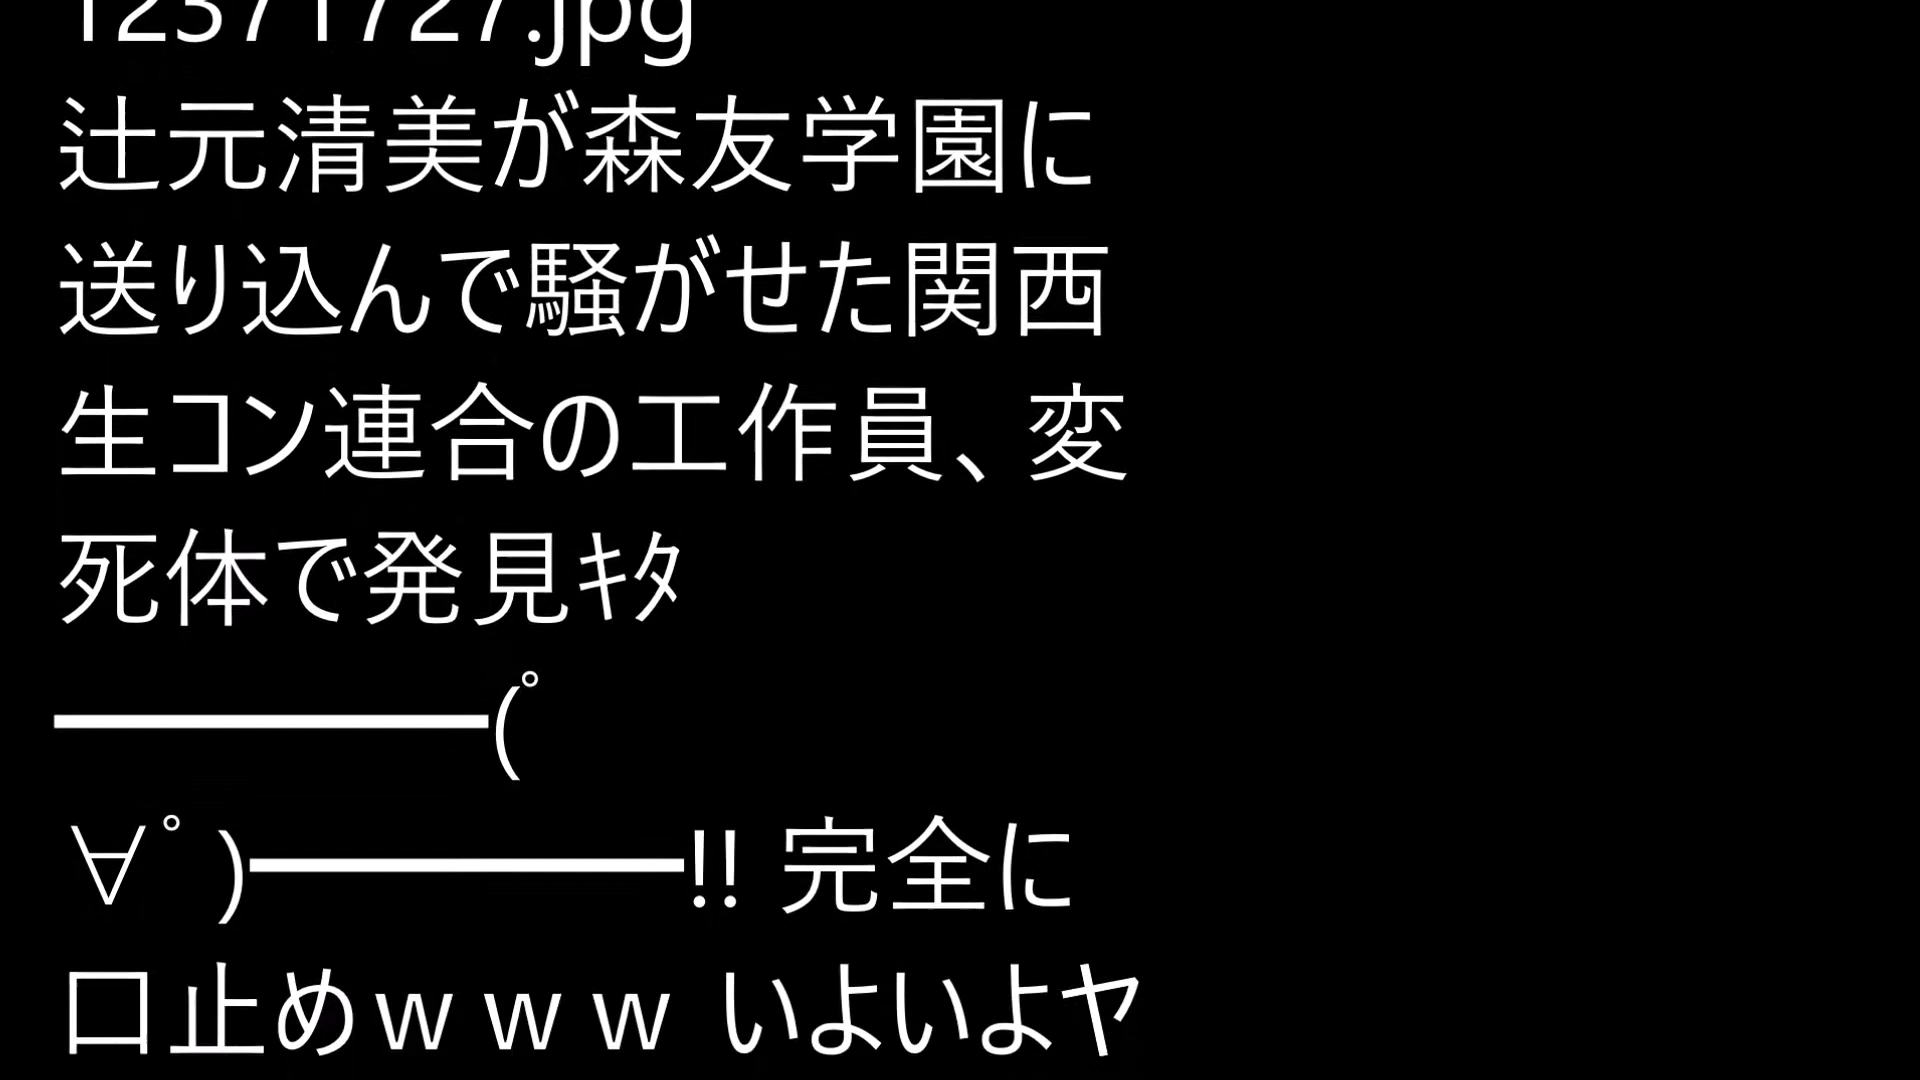 12371727.jpg
辻元清美が森友学園に
送り込んで騒がせた関西
生コン連合の工作員、変
死体で発見ｷﾀ
━━━━(ﾟ
∀ﾟ)━━━━!! 完全に
口止めｗｗｗ いよいよヤ